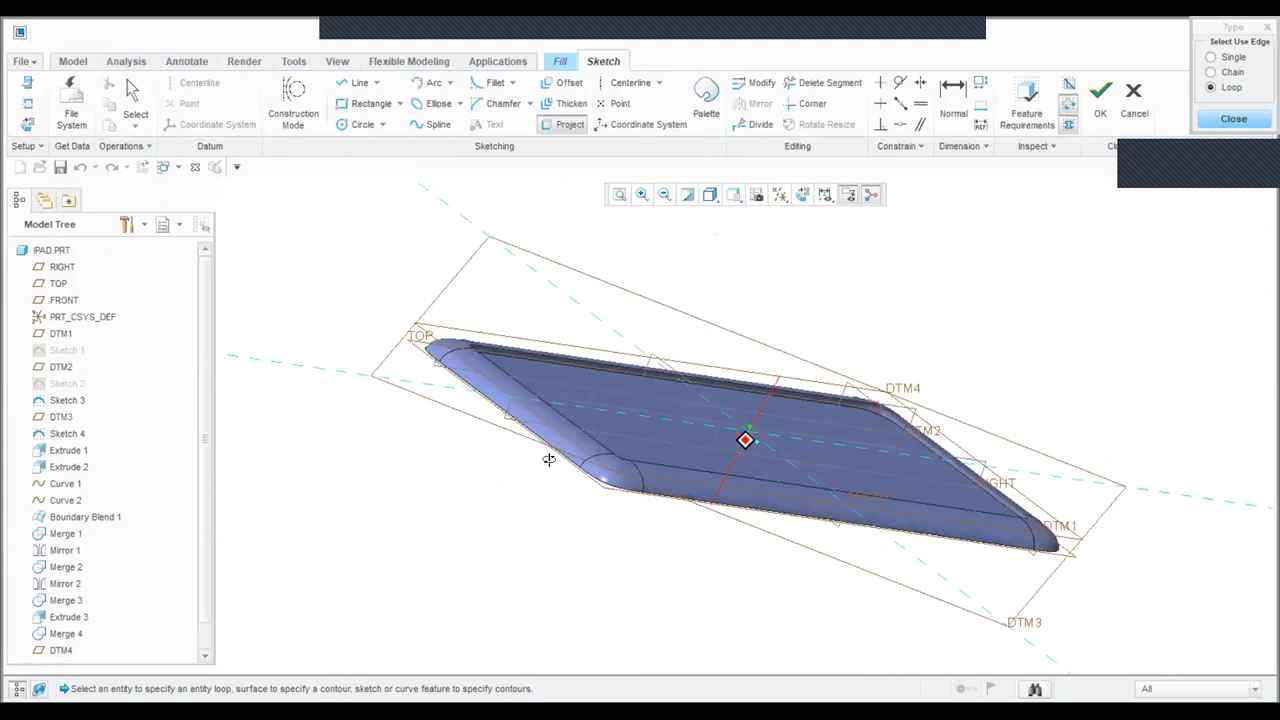 Type
Select Use Edge
Single
Chain
Loop
Close
File Model Analysis Annotate Render Tools View Flexible Modeling Applications Fill Sketch
File System
Select
Centerline
Point
Coordinate System
Construction Mode
Line Arc Fillet Offset Centerline
Rectangle Ellipse Chamfer Thicken Point
Circle Spline Text Project Coordinate System
Palette
Modify Delete Segment
Mirror Corner
Divide Rotate Resize
Normal
REF
Feature Requirements
OK Cancel
Setup Get Data Operations Datum Sketching Editing Constrain Dimension Inspect Cl
Model Tree
IPAD.PRT
RIGHT
TOP
FRONT
PRT_CSYS_DEF
DTM1
Sketch 1
DTM2
Sketch 2
Sketch 3
DTM3
Sketch 4
Extrude 1
Extrude 2
Curve 1
Curve 2
Boundary Blend 1
Merge 1
Mirror 1
Merge 2
Mirror 2
Merge 3
Extrude 3
Merge 4
DTM4
TOP
DTM4
DTM2
RIGHT
DTM1
DTM3
Select an entity to specify an entity loop, surface to specify a contour, sketch or curve feature to specify contours.
All